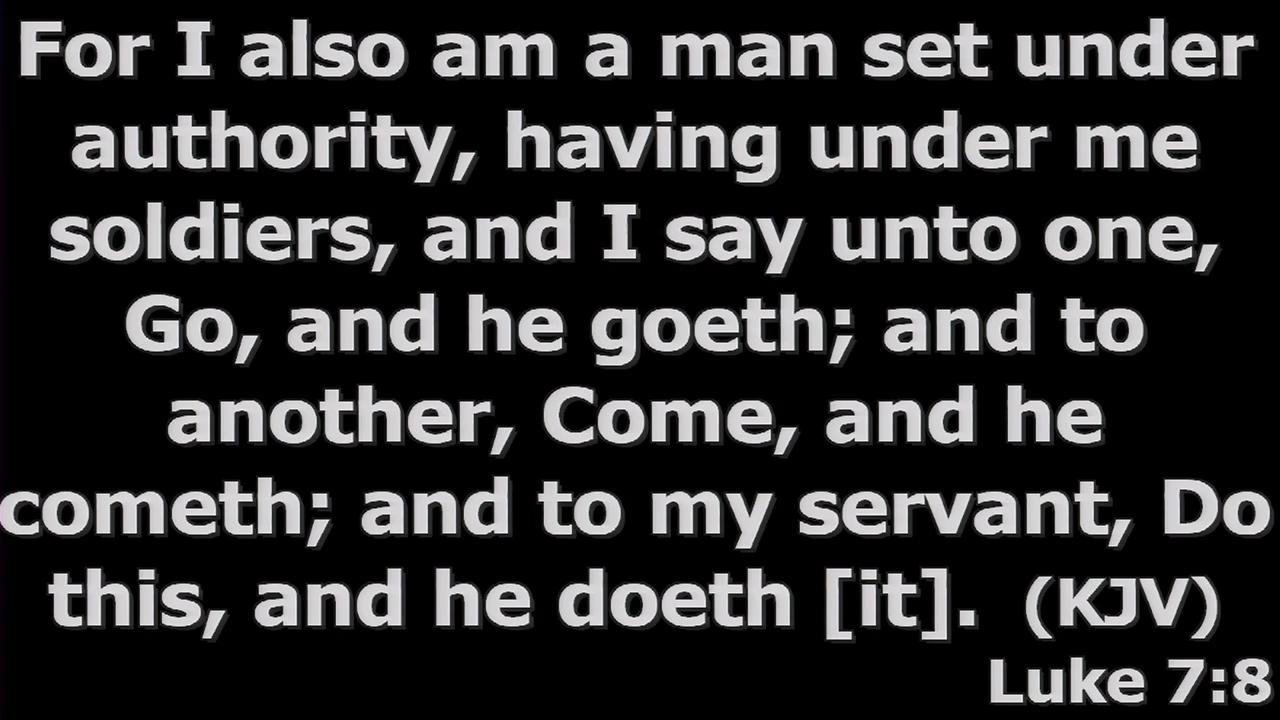 For I also am a man set under
authority, having under me
soldiers, and I say unto one,
Go, and he goeth; and to
another, Come, and he
cometh; and to my servant, Do
this, and he doeth [it]. (KJV)
Luke 7:8